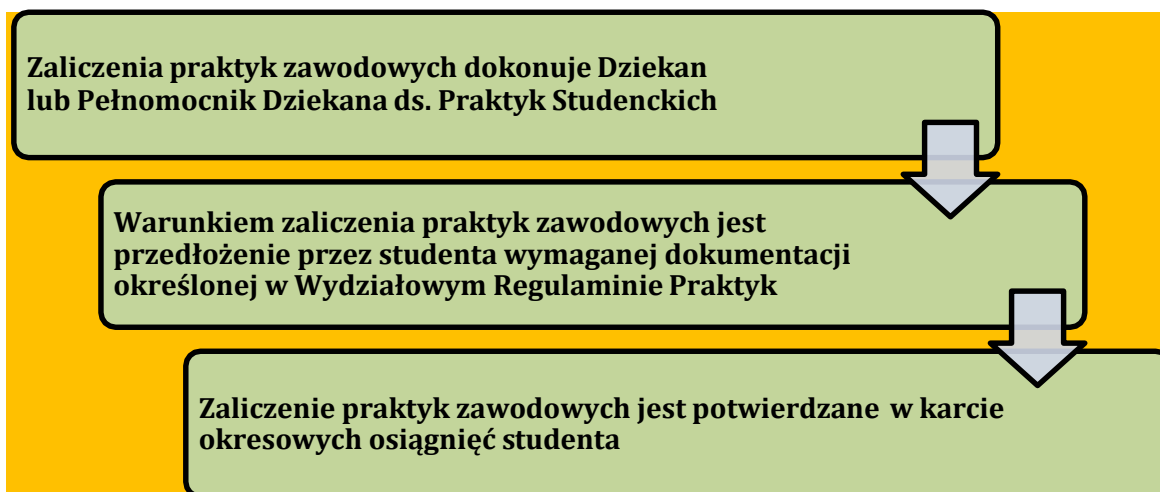 Zaliczenia praktyk zawodowych dokonuje Dziekan
lub Pełnomocnik Dziekana ds. Praktyk Studenckich
Warunkiem zaliczenia praktyk zawodowych jest
przedłożenie przez studenta wymaganej dokumentacji
określonej w Wydziałowym Regulaminie Praktyk
Zaliczenie praktyk zawodowych jest potwierdzane w karcie
okresowych osiągnięć studenta